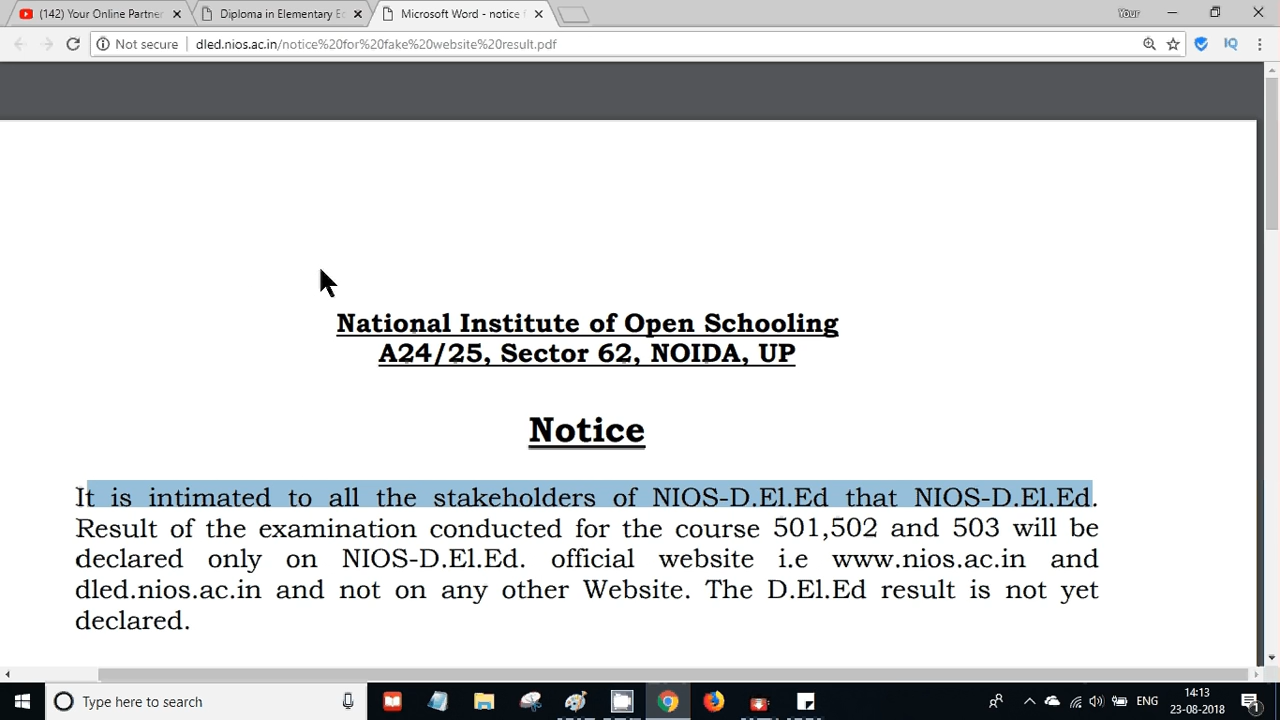 (142) Your Online Partner
Diploma in Elementary Ed
Microsoft Word - notice f
Your
Not secure
dled.nios.ac.in/notice%20for%20fake%20website%20result.pdf
IQ
National Institute of Open Schooling
A24/25, Sector 62, NOIDA, UP
Notice
It is intimated to all the stakeholders of NIOS-D.El.Ed that NIOS-D.El.Ed.
Result of the examination conducted for the course 501,502 and 503 will be
declared only on NIOS-D.El.Ed. official website i.e www.nios.ac.in and
dled.nios.ac.in and not on any other Website. The D.El.Ed result is not yet
declared.
Type here to search
ENG
14:13
23-08-2018
1